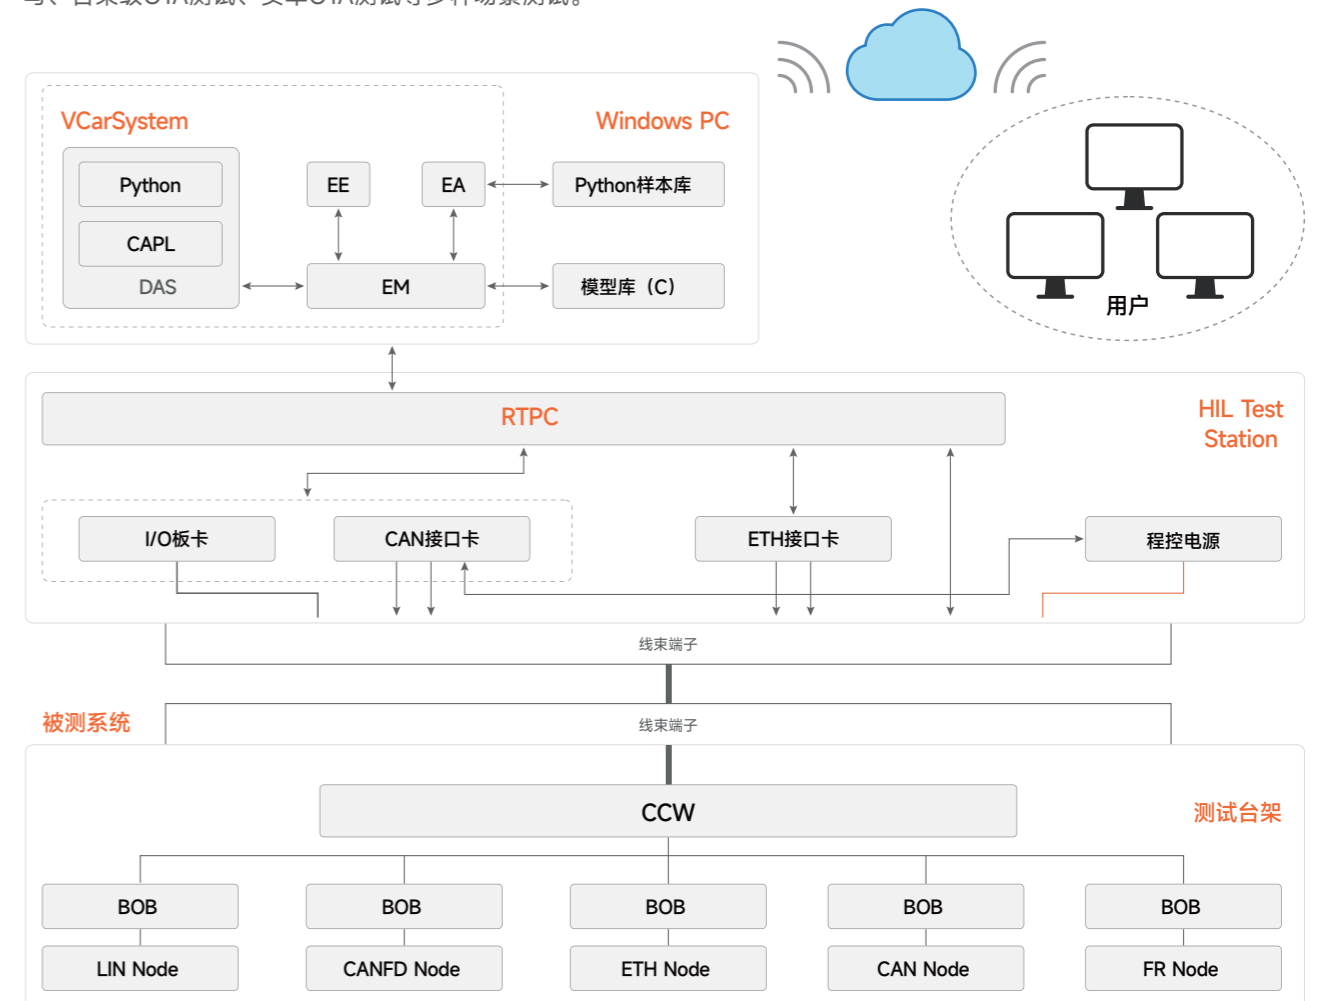 VCarSystem
Windows PC
Python
EE
EA
Python样本库
CAPL
DAS
EM
模型库（C）
用户
RTPC
HIL Test
Station
I/O板卡
CAN接口卡
ETH接口卡
程控电源
线束端子
被测系统
线束端子
CCW
测试台架
BOB
BOB
BOB
BOB
BOB
LIN Node
CANFD Node
ETH Node
CAN Node
FR Node